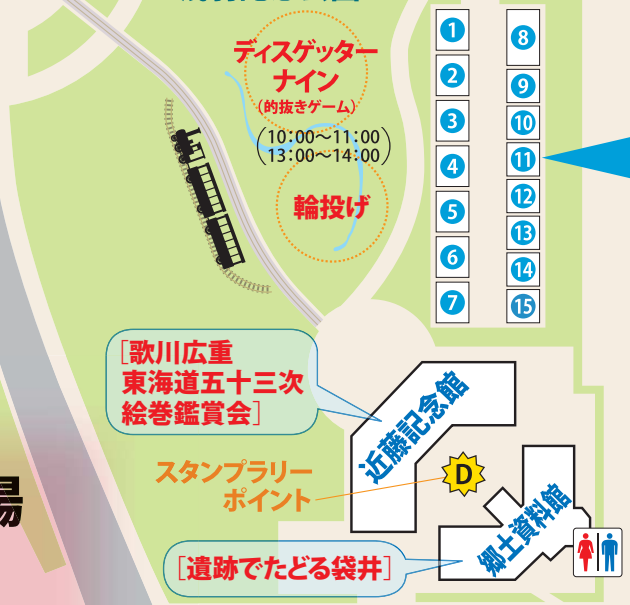 ディスゲッター
ナイン
(的抜きゲーム)
(10:00～11:00
13:00～14:00)
輪投げ
1
2
3
4
5
6
7
8
9
10
11
12
13
14
15
[歌川広重
東海道五十三次
絵巻鑑賞会]
近藤記念館
スタンプラリー
ポイント
D
郷土資料館
[遺跡でたどる袋井]
場